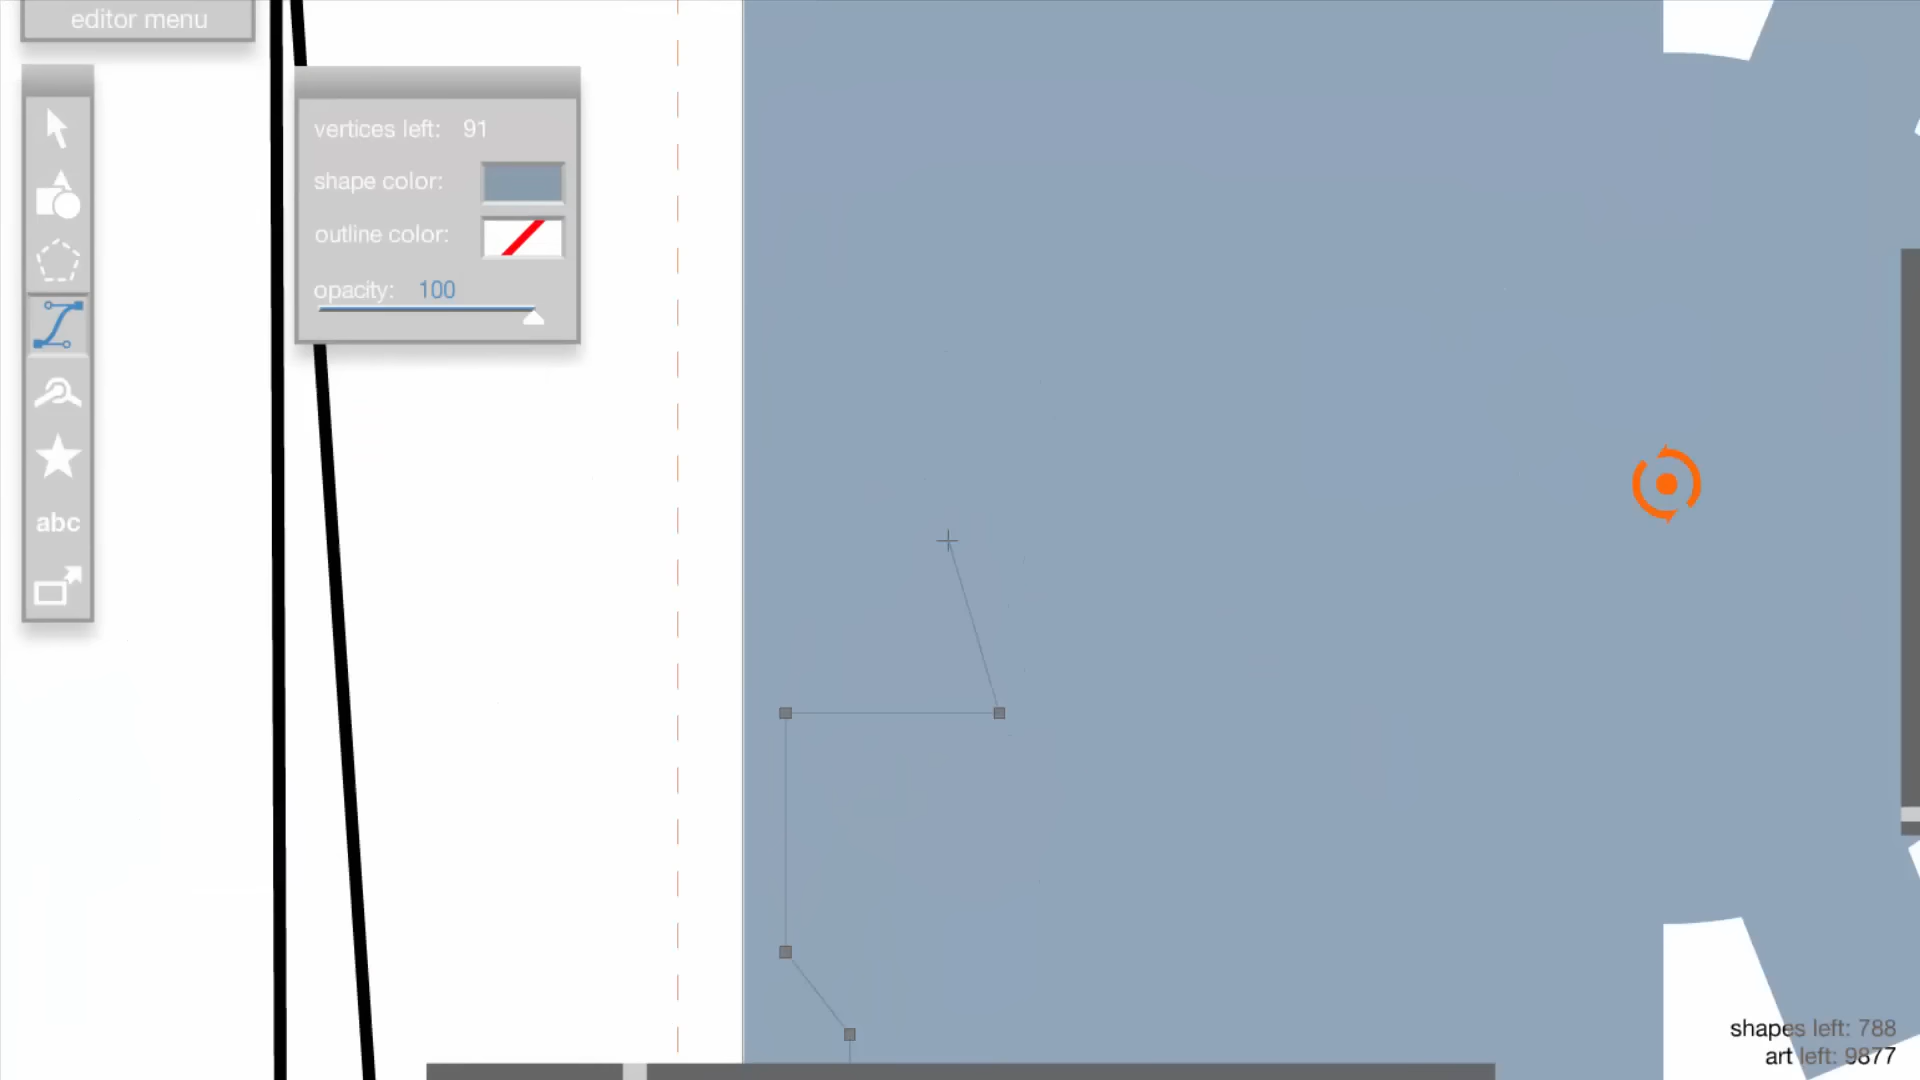 editor menu
vertices left: 91
shape color:
outline color:
opacity: 100
abc
shapes left: 788
art left: 9877